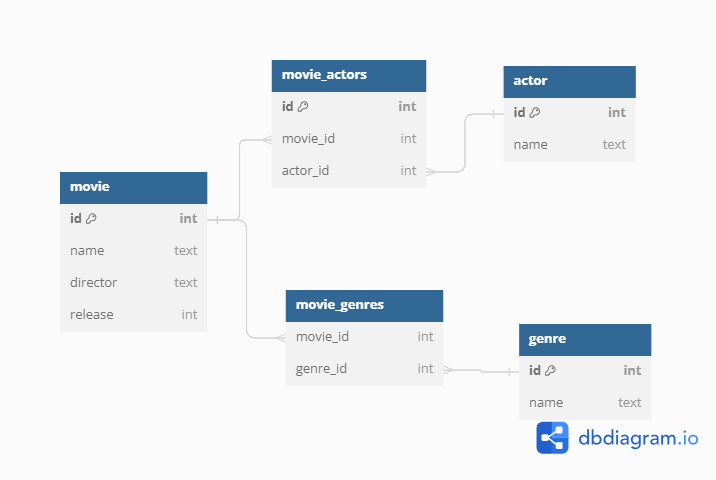 movie_actors
id int
movie_id int
actor_id int
actor
id int
name text
movie
id int
name text
director text
release int
movie_genres
movie_id int
genre_id int
genre
id int
name text
dbdiagram.io